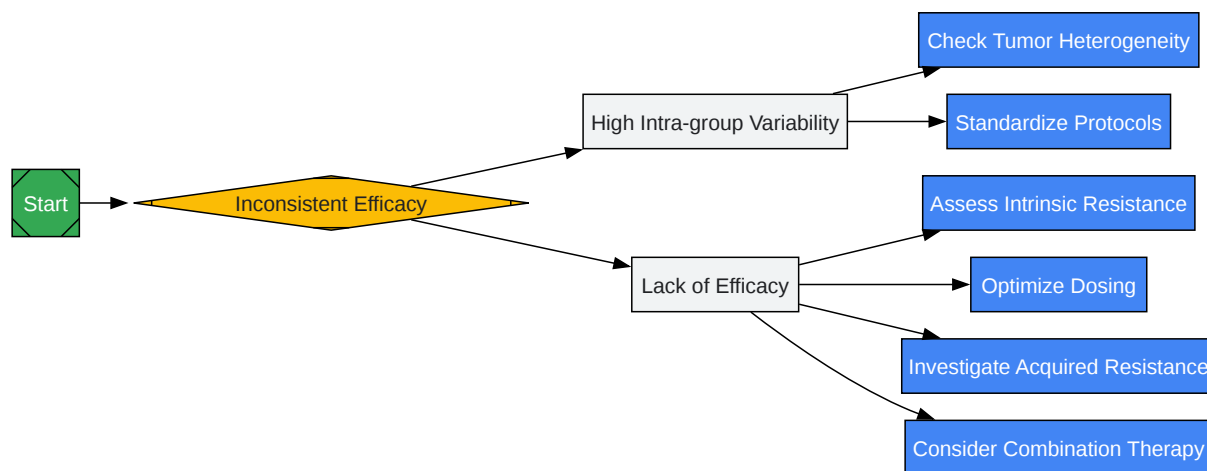 Start
Inconsistent Efficacy
High Intra-group Variability
Lack of Efficacy
Check Tumor Heterogeneity
Standardize Protocols
Assess Intrinsic Resistance
Optimize Dosing
Investigate Acquired Resistance
Consider Combination Therapy